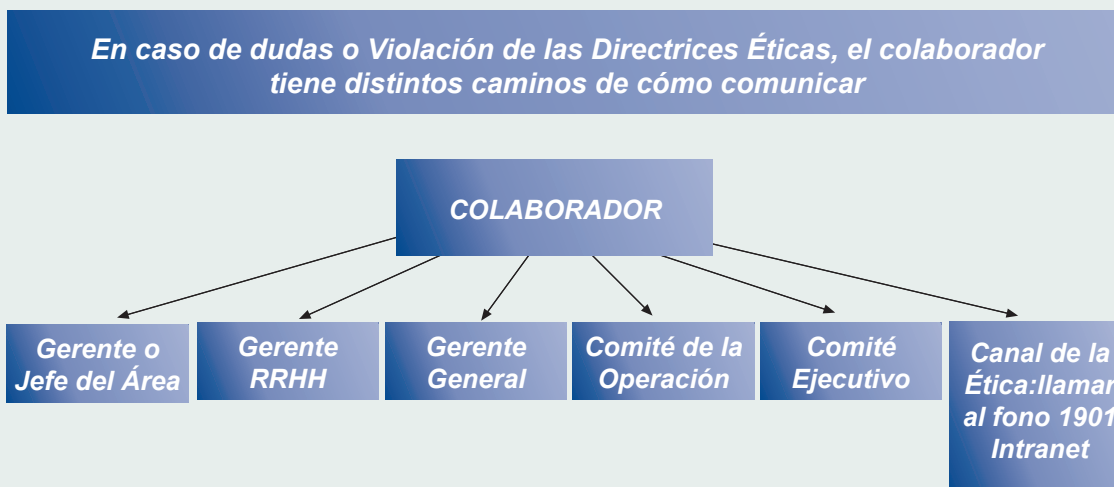 En caso de dudas o Violación de las Directrices Éticas, el colaborador
tiene distintos caminos de cómo comunicar
COLABORADOR
Gerente o
Jefe del Área
Gerente
RRHH
Gerente
General
Comité de la
Operación
Comité
Ejecutivo
Canal de la
Ética:llamar
al fono 1901
Intranet